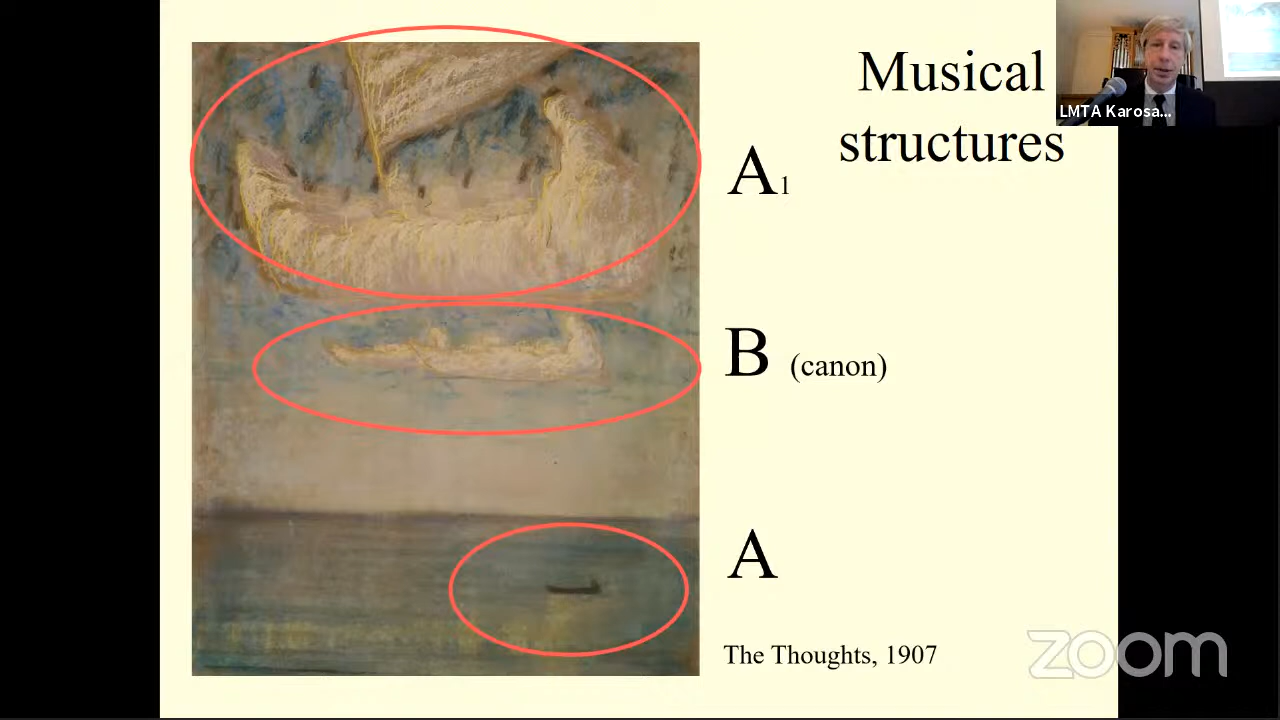 Musical
structures
LMTA Karosa...
A1
B (canon)
A
The Thoughts, 1907
zoom